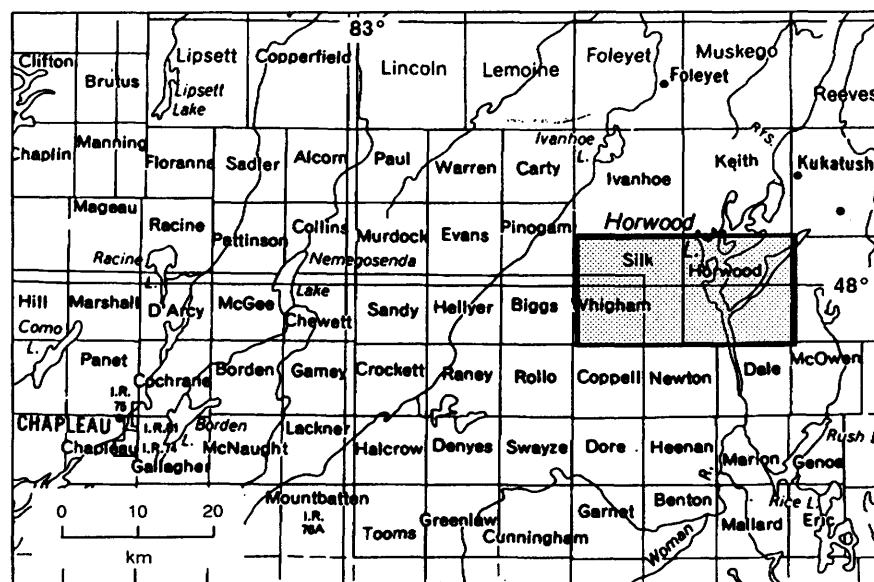 83°
Lipsett
Copperfield
Lincoln
Lemoine
Foleyet
Muskego
Clifton
Brutus
Lipsett
Lake
Foleyet
Reeves
Chaplin
Manning
Floranna
Sadler
Alcorn
Paul
Warren
Carty
Ivanhoe
L.
Ivanhoe
Keith
Rfs.
Kukatush
Mageau
Racine
Pattinson
Collins
Murdock
Evans
Pinogam
Horwood
L.
Racine
L.
Nemegosenda
Lake
Silk
Horwood
48°
Hill
Marshall
D'Arcy
McGee
Chewett
Sandy
Hellyer
Biggs
Whigham
Como
L.
Panet
Cochrane
Borden
Gamey
Crockett
Raney
Rollo
Coppell
Newton
Dale
McOwen
I.R.
75
CHAPLEAU
I.R.61
Borden
L.
Lackner
Chapleau
I.R.74
Gallagher
McNaught
Halcrow
Denyes
Swayze
Dore
Heenan
R.
Marion
Genoa
Rush
Mountbatten
I.R.
76A
Tooms
Greenlaw
Cunningham
Garnet
Benton
Woman
Mallard
Rice L.
Eric
0 10 20
km